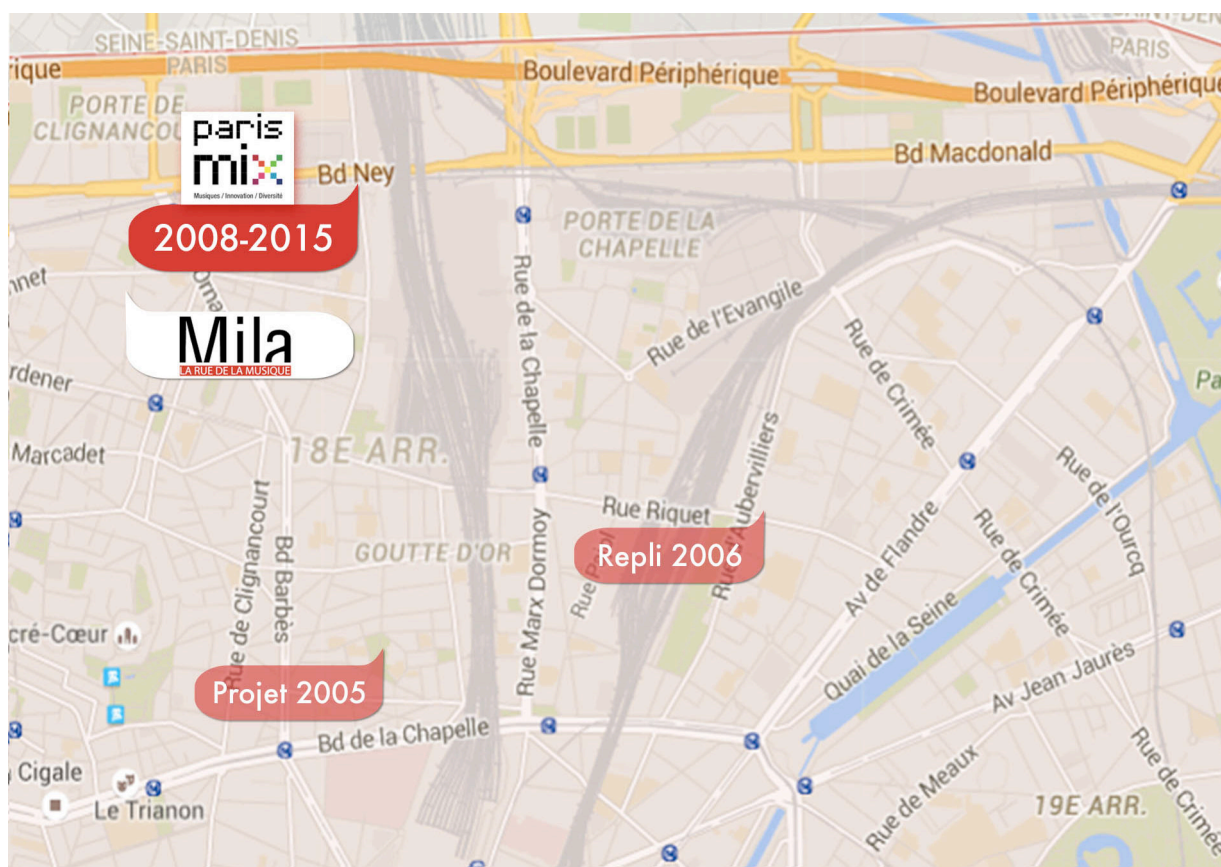 SEINE-SAINT-DENIS
PARIS
PARIS
Boulevard Périphérique
Boulevard Périphérique
PORTE DE
paris
mix
Musiques / Innovation / Diversité
Bd Ney
Bd Macdonald
2008-2015
PORTE DE LA
CHAPELLE
Mila
LA RUE DE LA MUSIQUE
Rue de la Chapelle
Rue de l'Evangile
Rue de Crimée
Marcadet
18E ARR.
Rue d'Aubervilliers
Rue de l'Ourcq
Rue Riquet
Rue de Clignancourt
Bd Barbès
GOUTTE D'OR
Rue Marx Dormoy
Repli 2006
Av de Flandre
Rue de Crimée
cré-Cœur
Quai de la Seine
Projet 2005
Av Jean Jaurès
Bd de la Chapelle
Cigale
Le Trianon
Rue de Meaux
19E ARR.
Rue de Crimée